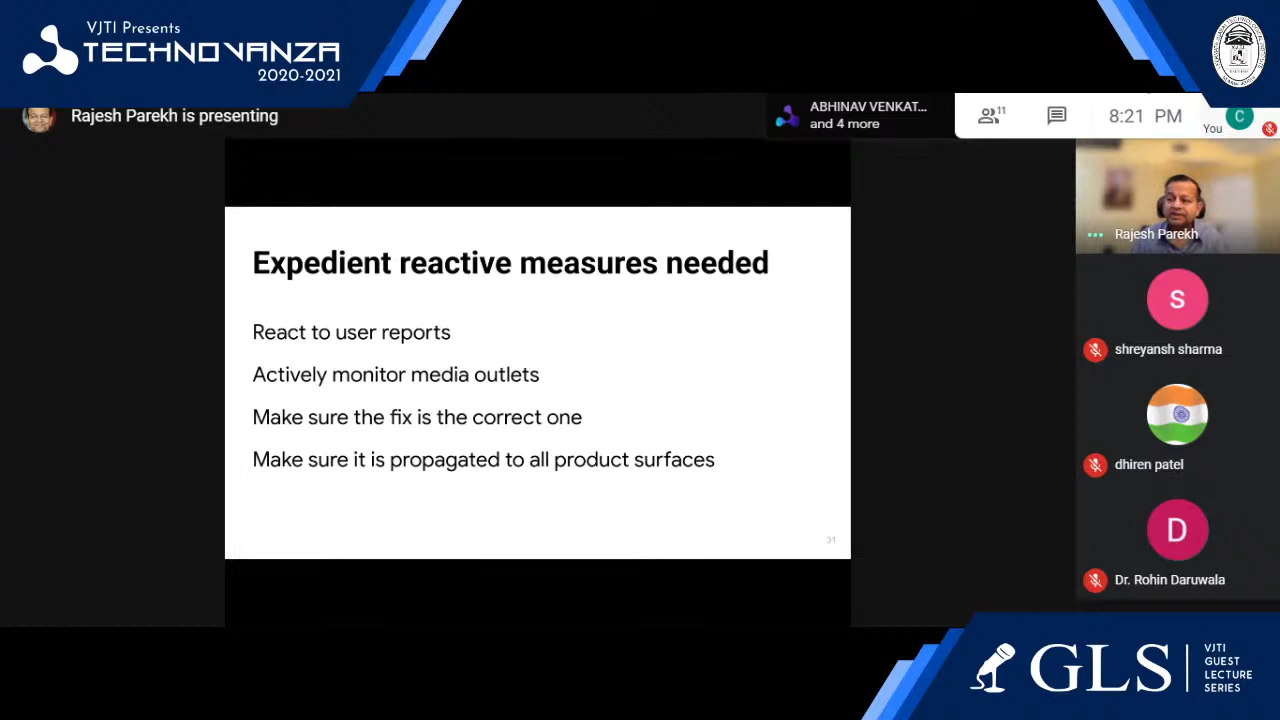 VJTI Presents
TECHNOVANZA
2020-2021
Rajesh Parekh is presenting
ABHINAV VENKAT...
and 4 more
11
8:21 PM
You
C
Rajesh Parekh
Expedient reactive measures needed
React to user reports
Actively monitor media outlets
Make sure the fix is the correct one
Make sure it is propagated to all product surfaces
31
S
shreyansh sharma
dhiren patel
D
Dr. Rohin Daruwala
GLS
VJTI
GUEST
LECTURE
SERIES